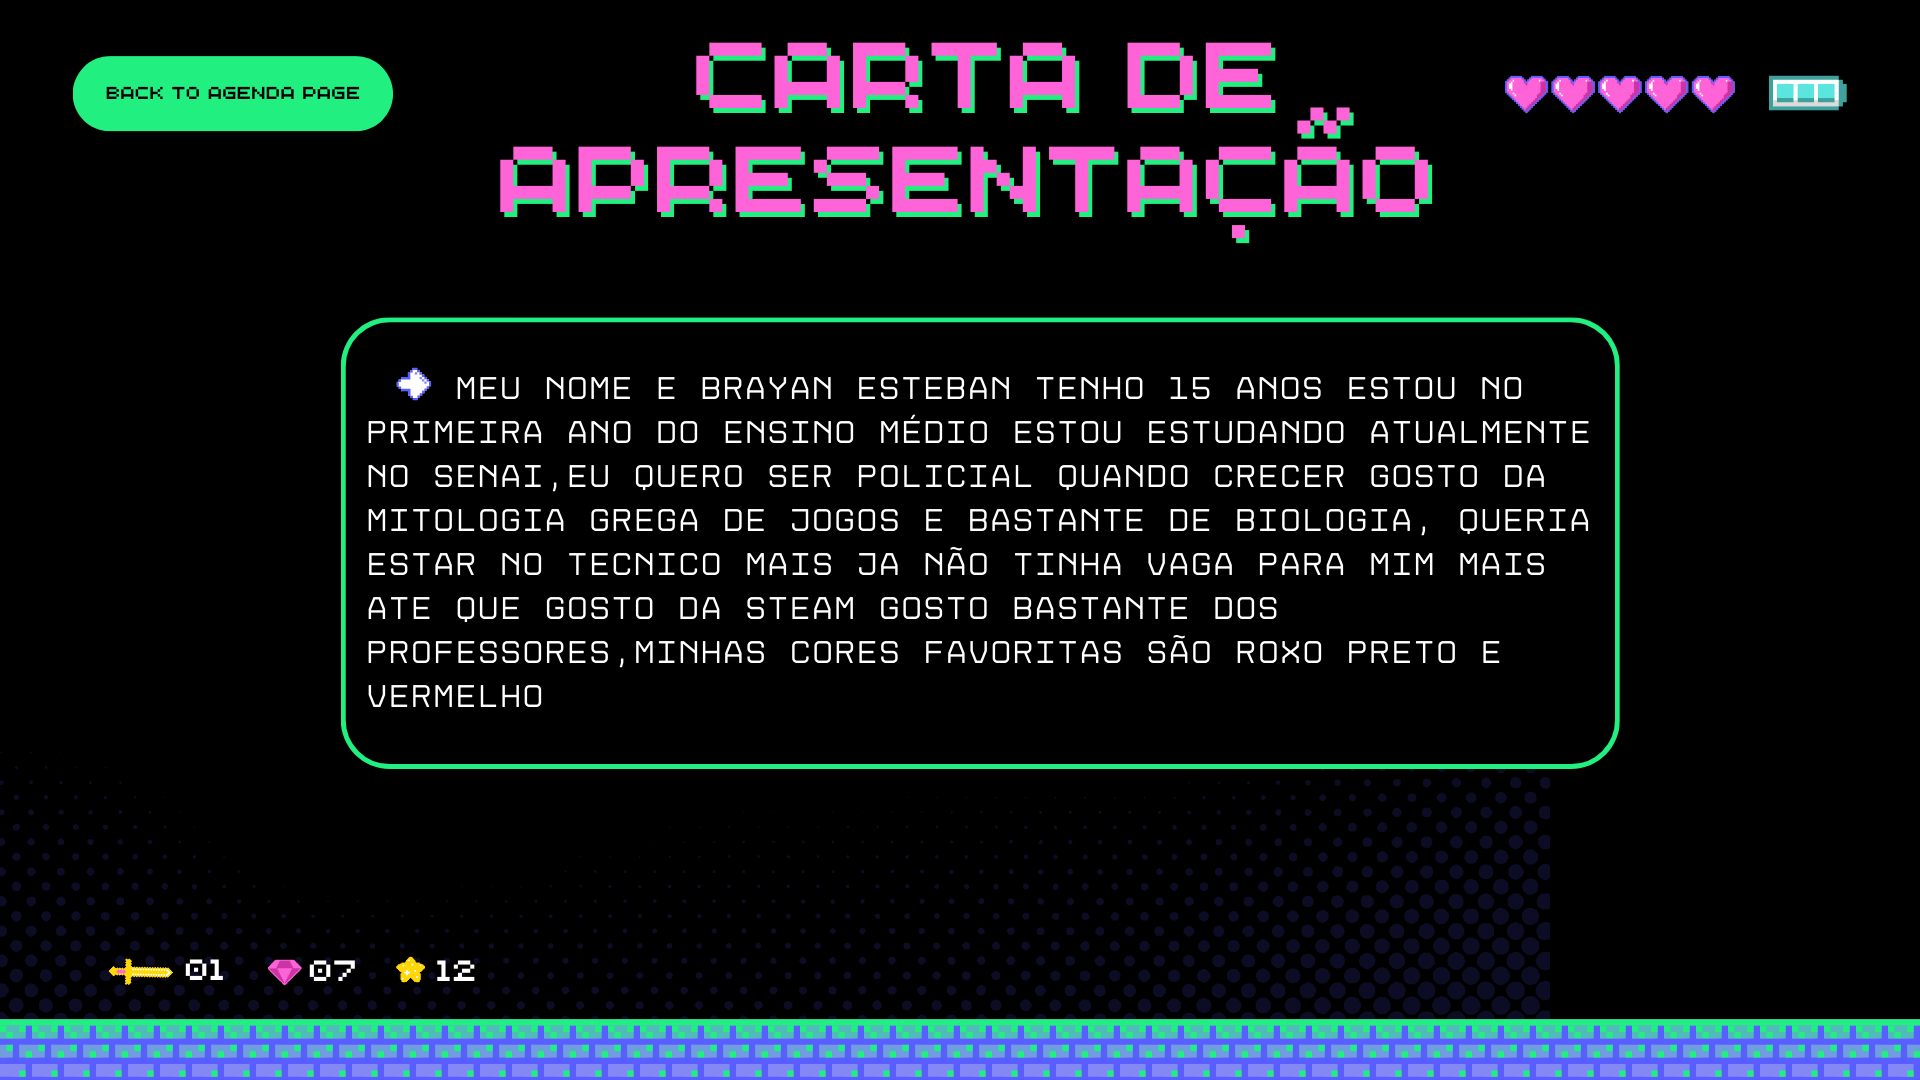 BACK TO AGENDA PAGE
CARTA DE
APRESENTAÇÃO
MEU NOME E BRAYAN ESTEBAN TENHO 15 ANOS ESTOU NO
PRIMEIRA ANO DO ENSINO MÉDIO ESTOU ESTUDANDO ATUALMENTE
NO SENAI,EU QUERO SER POLICIAL QUANDO CRECER GOSTO DA
MITOLOGIA GREGA DE JOGOS E BASTANTE DE BIOLOGIA, QUERIA
ESTAR NO TECNICO MAIS JA NÃO TINHA VAGA PARA MIM MAIS
ATE QUE GOSTO DA STEAM GOSTO BASTANTE DOS
PROFESSORES,MINHAS CORES FAVORITAS SÃO ROXO PRETO E
VERMELHO
01 07 12